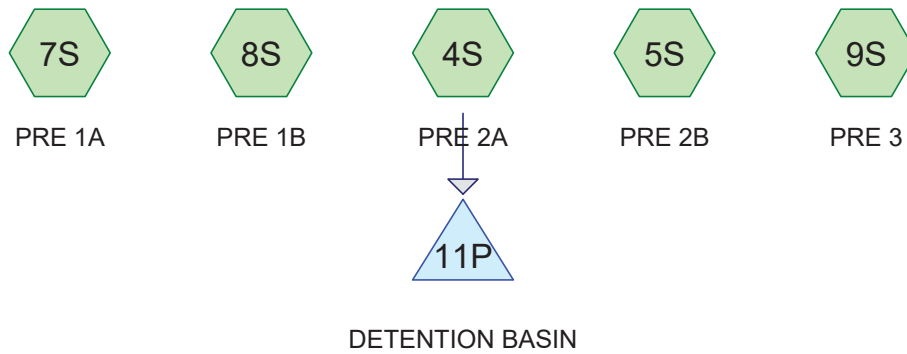 7S 8S 4S 5S 9S
PRE 1A PRE 1B PRE 2A PRE 2B PRE 3
11P
DETENTION BASIN